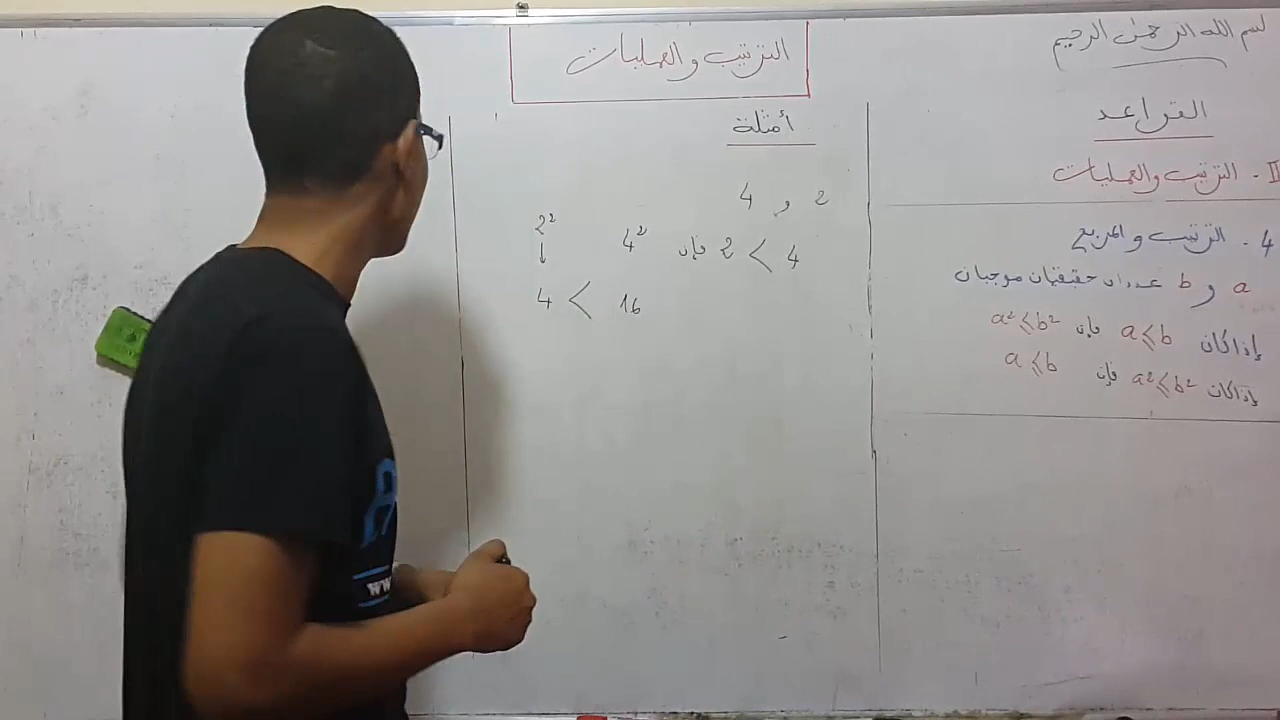 بسم الله الرحمن الرحيم
الترتيب والعمليات
القواعد
II - الترتيب والعمليات
4. الترتيب والمربع
a و b عددان حقيقيان موجبان
إذا كان a⩽b فإن a²⩽b²
إذا كان a²⩽b² فإن a⩽b
أمثلة
2 و 4
2 < 4 فإن 4² 2²
↓
4 < 16